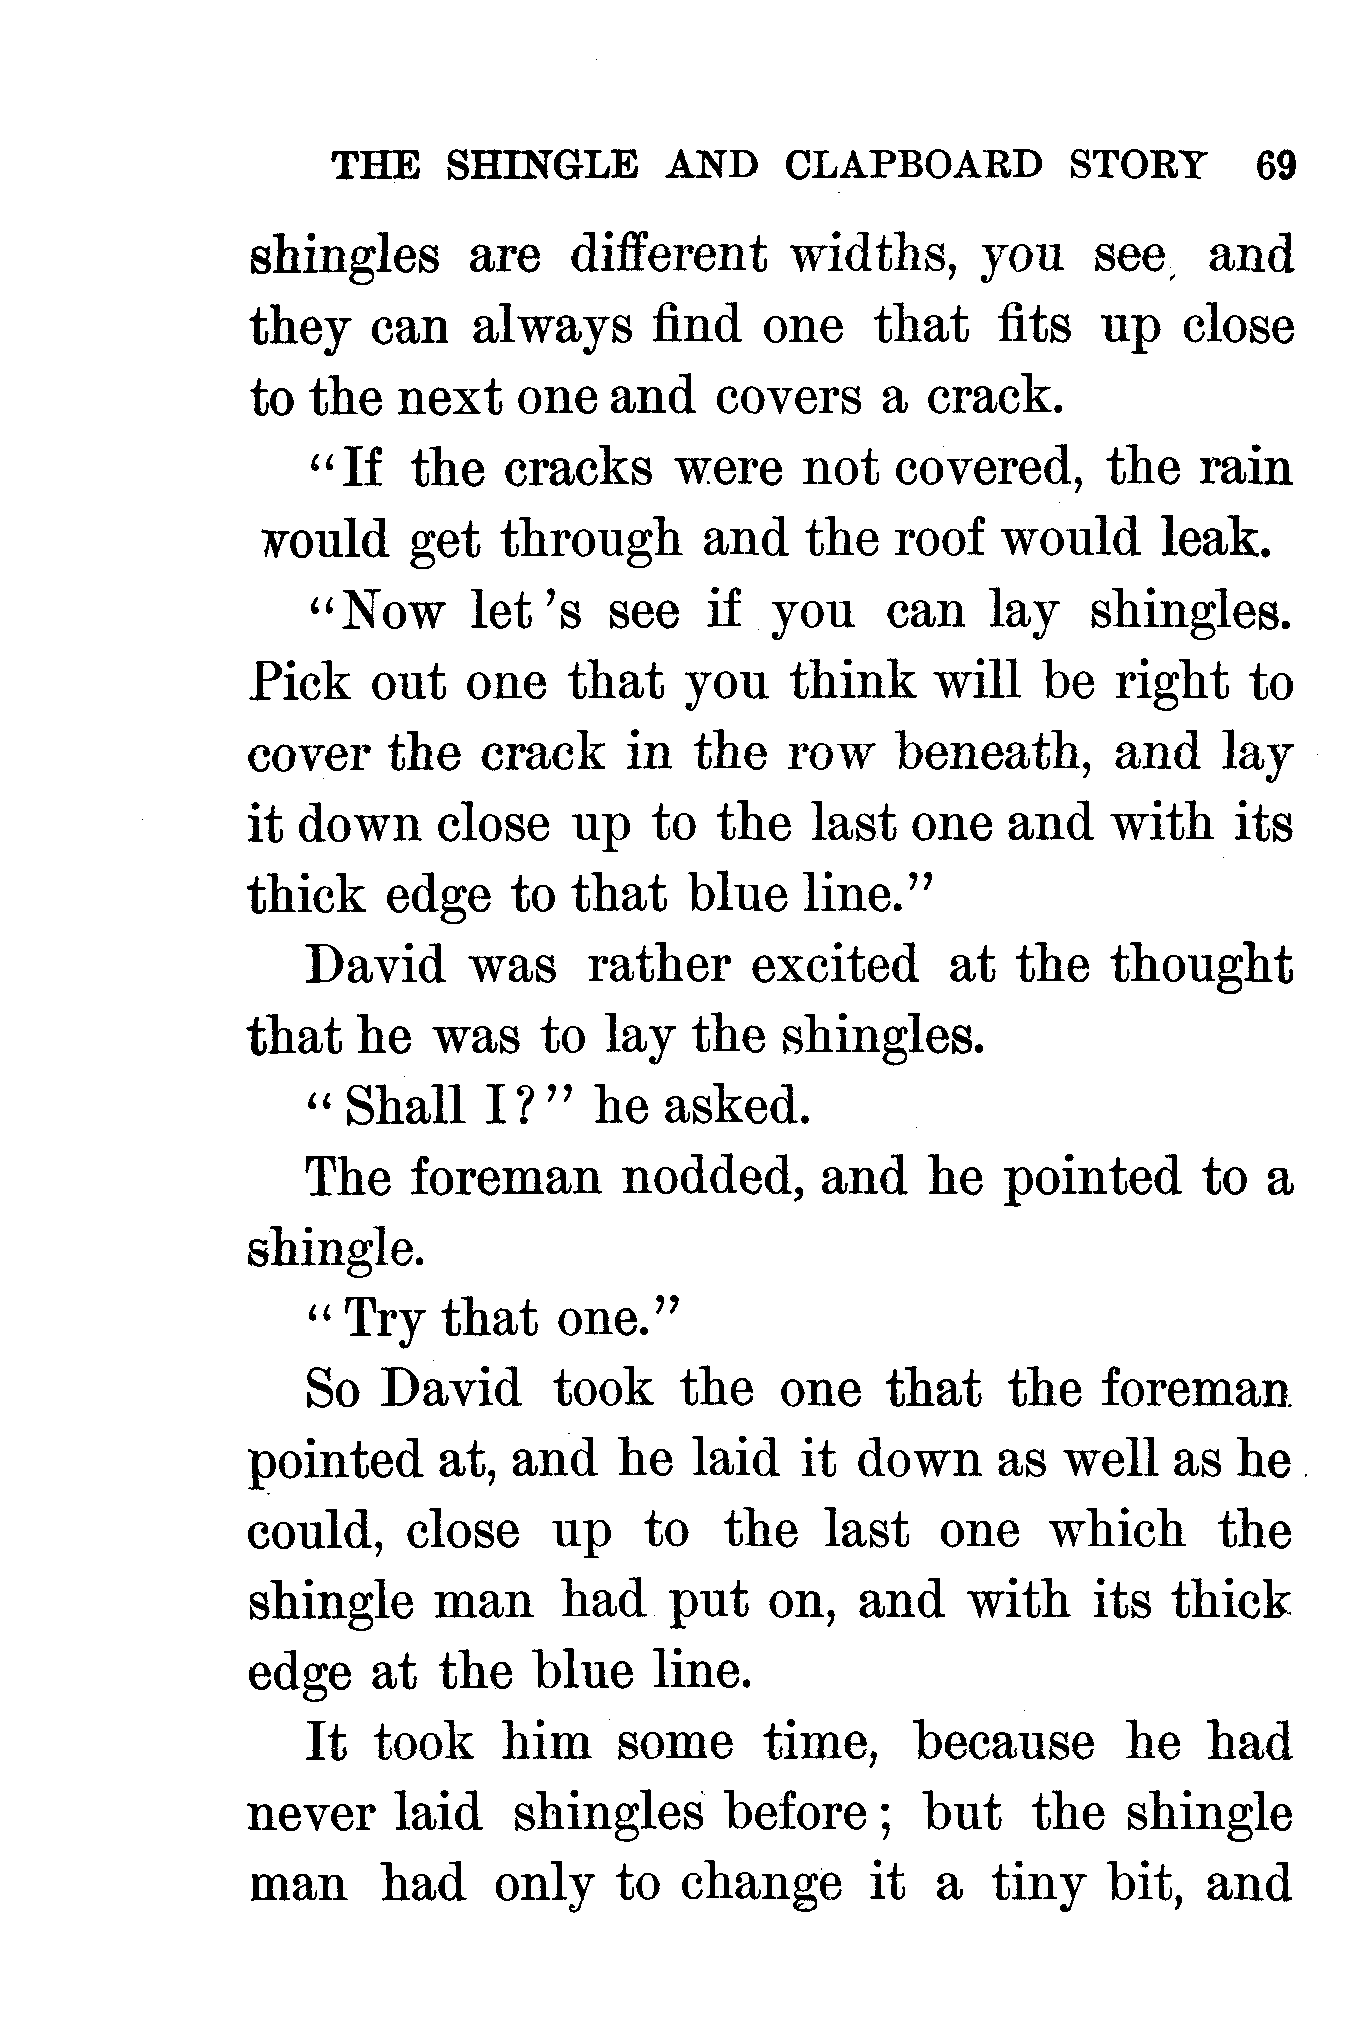 THE SHINGLE AND CLAPBOARD STORY 69
shingles are different widths, you see, and
they can always find one that fits up close
to the next one and covers a crack.
"If the cracks were not covered, the rain
would get through and the roof would leak.
"Now let's see if you can lay shingles.
Pick out one that you think will be right to
cover the crack in the row beneath, and lay
it down close up to the last one and with its
thick edge to that blue line."
David was rather excited at the thought
that he was to lay the shingles.
"Shall I?" he asked.
The foreman nodded, and he pointed to a
shingle.
"Try that one."
So David took the one that the foreman
pointed at, and he laid it down as well as he
could, close up to the last one which the
shingle man had put on, and with its thick
edge at the blue line.
It took him some time, because he had
never laid shingles before; but the shingle
man had only to change it a tiny bit, and